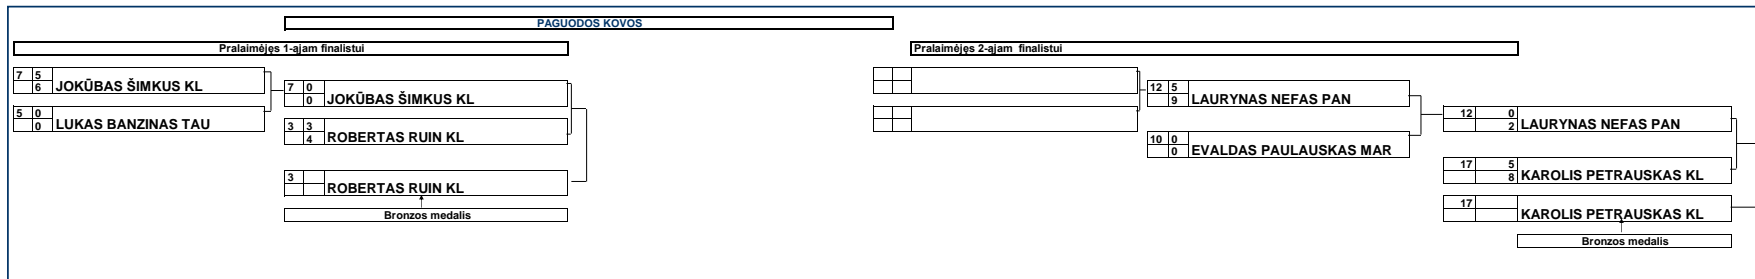 PAGUODOS KOVOS
Pralaimėjęs 1-ąjam finalistui
Pralaimėjęs 2-ąjam finalistui
7 5
6 JOKŪBAS ŠIMKUS KL
5 0
0 LUKAS BANZINAS TAU
7 0
0 JOKŪBAS ŠIMKUS KL
3 3
4 ROBERTAS RUIN KL
3
ROBERTAS RUIN KL
Bronzos medalis
12 5
9 LAURYNAS NEFAS PAN
10 0
0 EVALDAS PAULAUSKAS MAR
12 0
2 LAURYNAS NEFAS PAN
17 5
8 KAROLIS PETRAUSKAS KL
17
KAROLIS PETRAUSKAS KL
Bronzos medalis